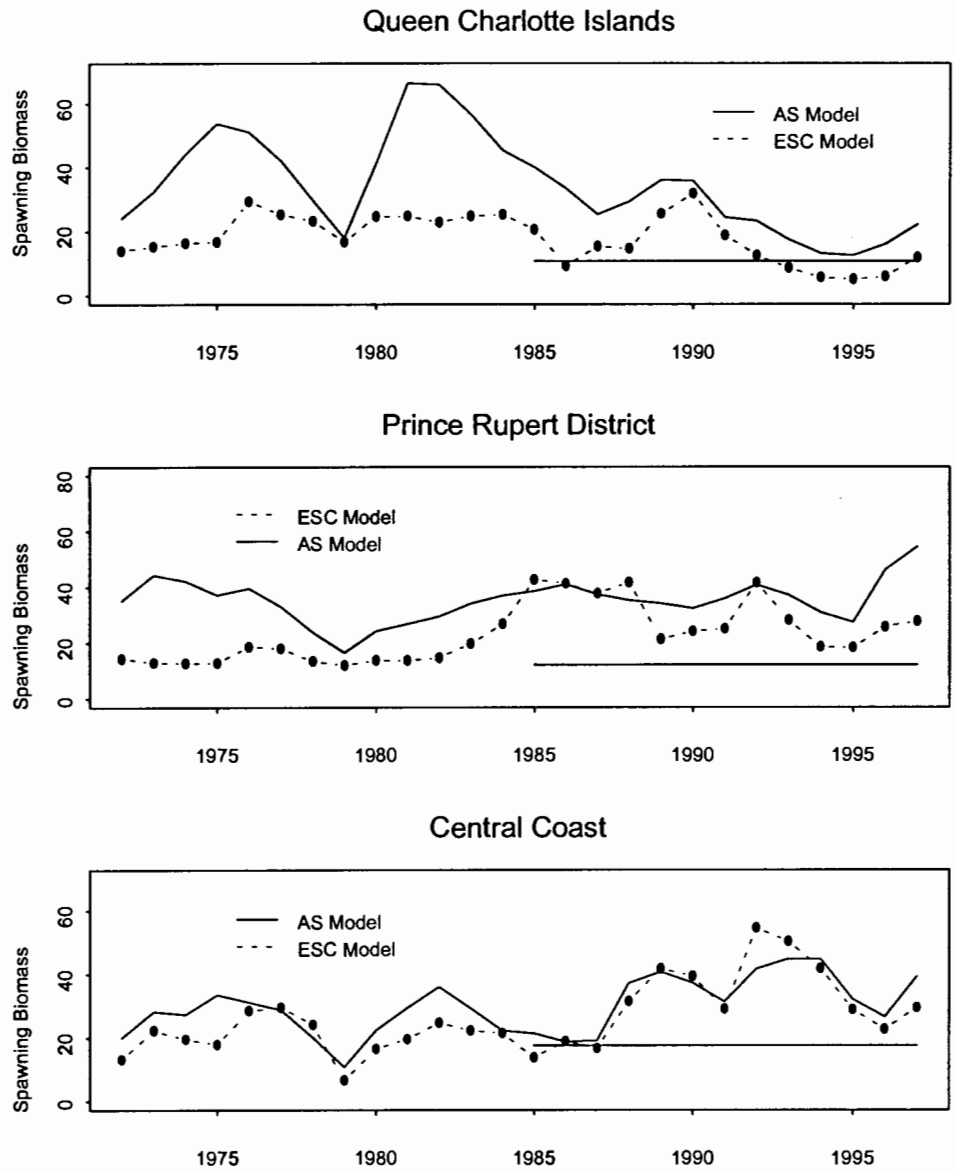 Queen Charlotte Islands
Spawning Biomass
60
40
20
0
AS Model
ESC Model
1975 1980 1985 1990 1995
Prince Rupert District
Spawning Biomass
80
60
40
20
0
ESC Model
AS Model
1975 1980 1985 1990 1995
Central Coast
Spawning Biomass
60
40
20
0
AS Model
ESC Model
1975 1980 1985 1990 1995